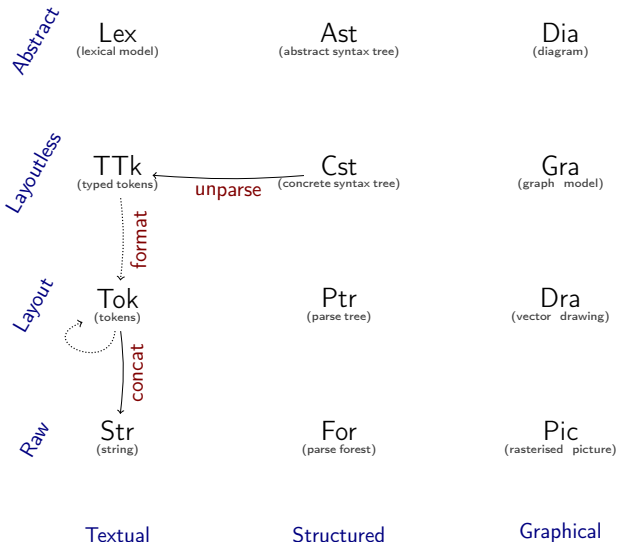 Abstract
Lex
(lexical model)
Ast
(abstract syntax tree)
Dia
(diagram)
Layoutless
TTk
(typed tokens)
unparse
Cst
(concrete syntax tree)
Gra
(graph model)
format
Layout
Tok
(tokens)
Ptr
(parse tree)
Dra
(vector drawing)
concat
Raw
Str
(string)
For
(parse forest)
Pic
(rasterised picture)
Textual
Structured
Graphical